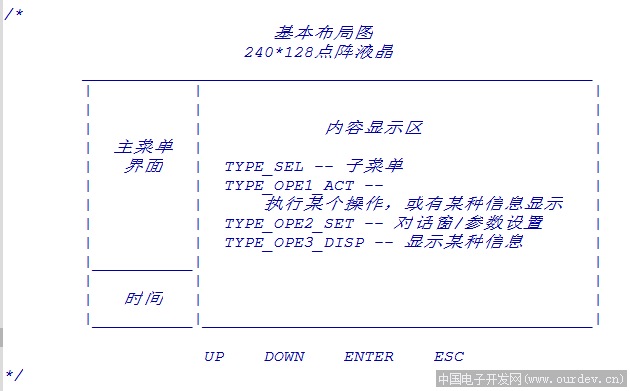 /*
基本布局图
240*128点阵液晶
内容显示区
主菜单
界面
TYPE_SEL -- 子菜单
TYPE_OPE1_ACT --
执行某个操作，或有某种信息显示
TYPE_OPE2_SET -- 对话窗/参数设置
TYPE_OPE3_DISP -- 显示某种信息
时间
UP DOWN ENTER ESC
*/
中国电子开发网(www.ourdev.cn)